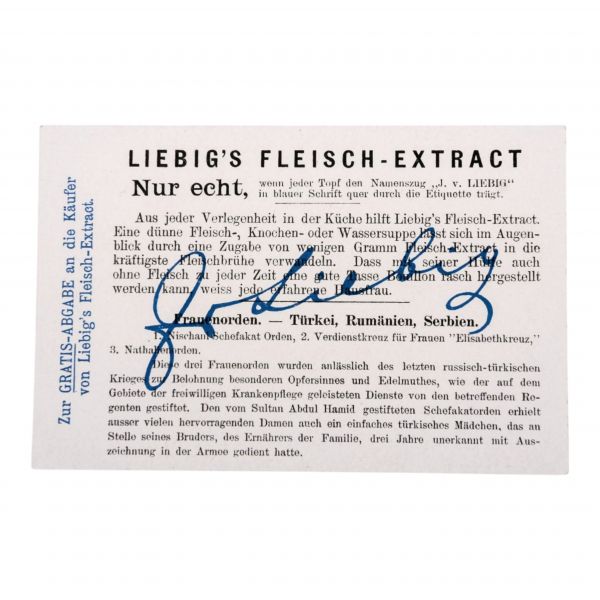 LIEBIG'S FLEISCH-EXTRACT
Nur echt, wenn jeder Topf den Namenszug „J. v. LIEBIG“
in blauer Schrift quer durch die Etiquette trägt.
Aus jeder Verlegenheit in der Küche hilft Liebig's Fleisch-Extract.
Eine dünne Fleisch-, Knochen- oder Wassersuppe lässt sich im Augen-
blick durch eine Zugabe von wenigen Gramm Fleisch-Extract in die
kräftigste Fleischbrühe verwandeln. Dass mit seiner Hülfe auch
ohne Fleisch zu jeder Zeit eine gute Tasse Bouillon rasch hergestellt
werden kann, weiss jede erfahrene Hausfrau.
Frauenorden. — Türkei, Rumänien, Serbien.
1. Nischani Schefakat Orden, 2. Verdienstkreuz für Frauen "Elisabethkreuz,"
3. Nathalienorden.
Diese drei Frauenorden wurden anlässlich des letzten russisch-türkischen
Krieges zu Belohnung besonderen Opfersinnes und Edelmuthes, wie der auf dem
Gebiete der freiwilligen Krankenpflege geleisteten Dienste von den betreffenden Re-
genten gestiftet. Den vom Sultan Abdul Hamid gestifteten Schefakatorden erhielt
ausser vielen hervorragenden Damen auch ein einfaches türkisches Mädchen, das an
Stelle seines Bruders, des Ernährers der Familie, drei Jahre unerkannt mit Aus-
zeichnung in der Armee gedient hatte.
JvLiebig
Zur GRATIS-ABGABE an die Käufer
von Liebig's Fleisch-Extract.